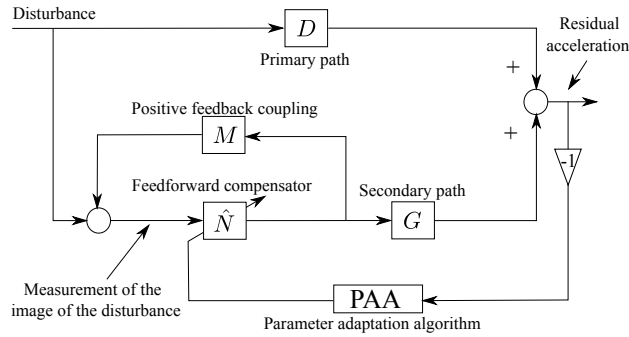 Disturbance
D
Primary path
Residual
acceleration
+
+
Positive feedback coupling
M
-1
Feedforward compensator
N̂
Secondary path
G
Measurement of the
image of the disturbance
PAA
Parameter adaptation algorithm